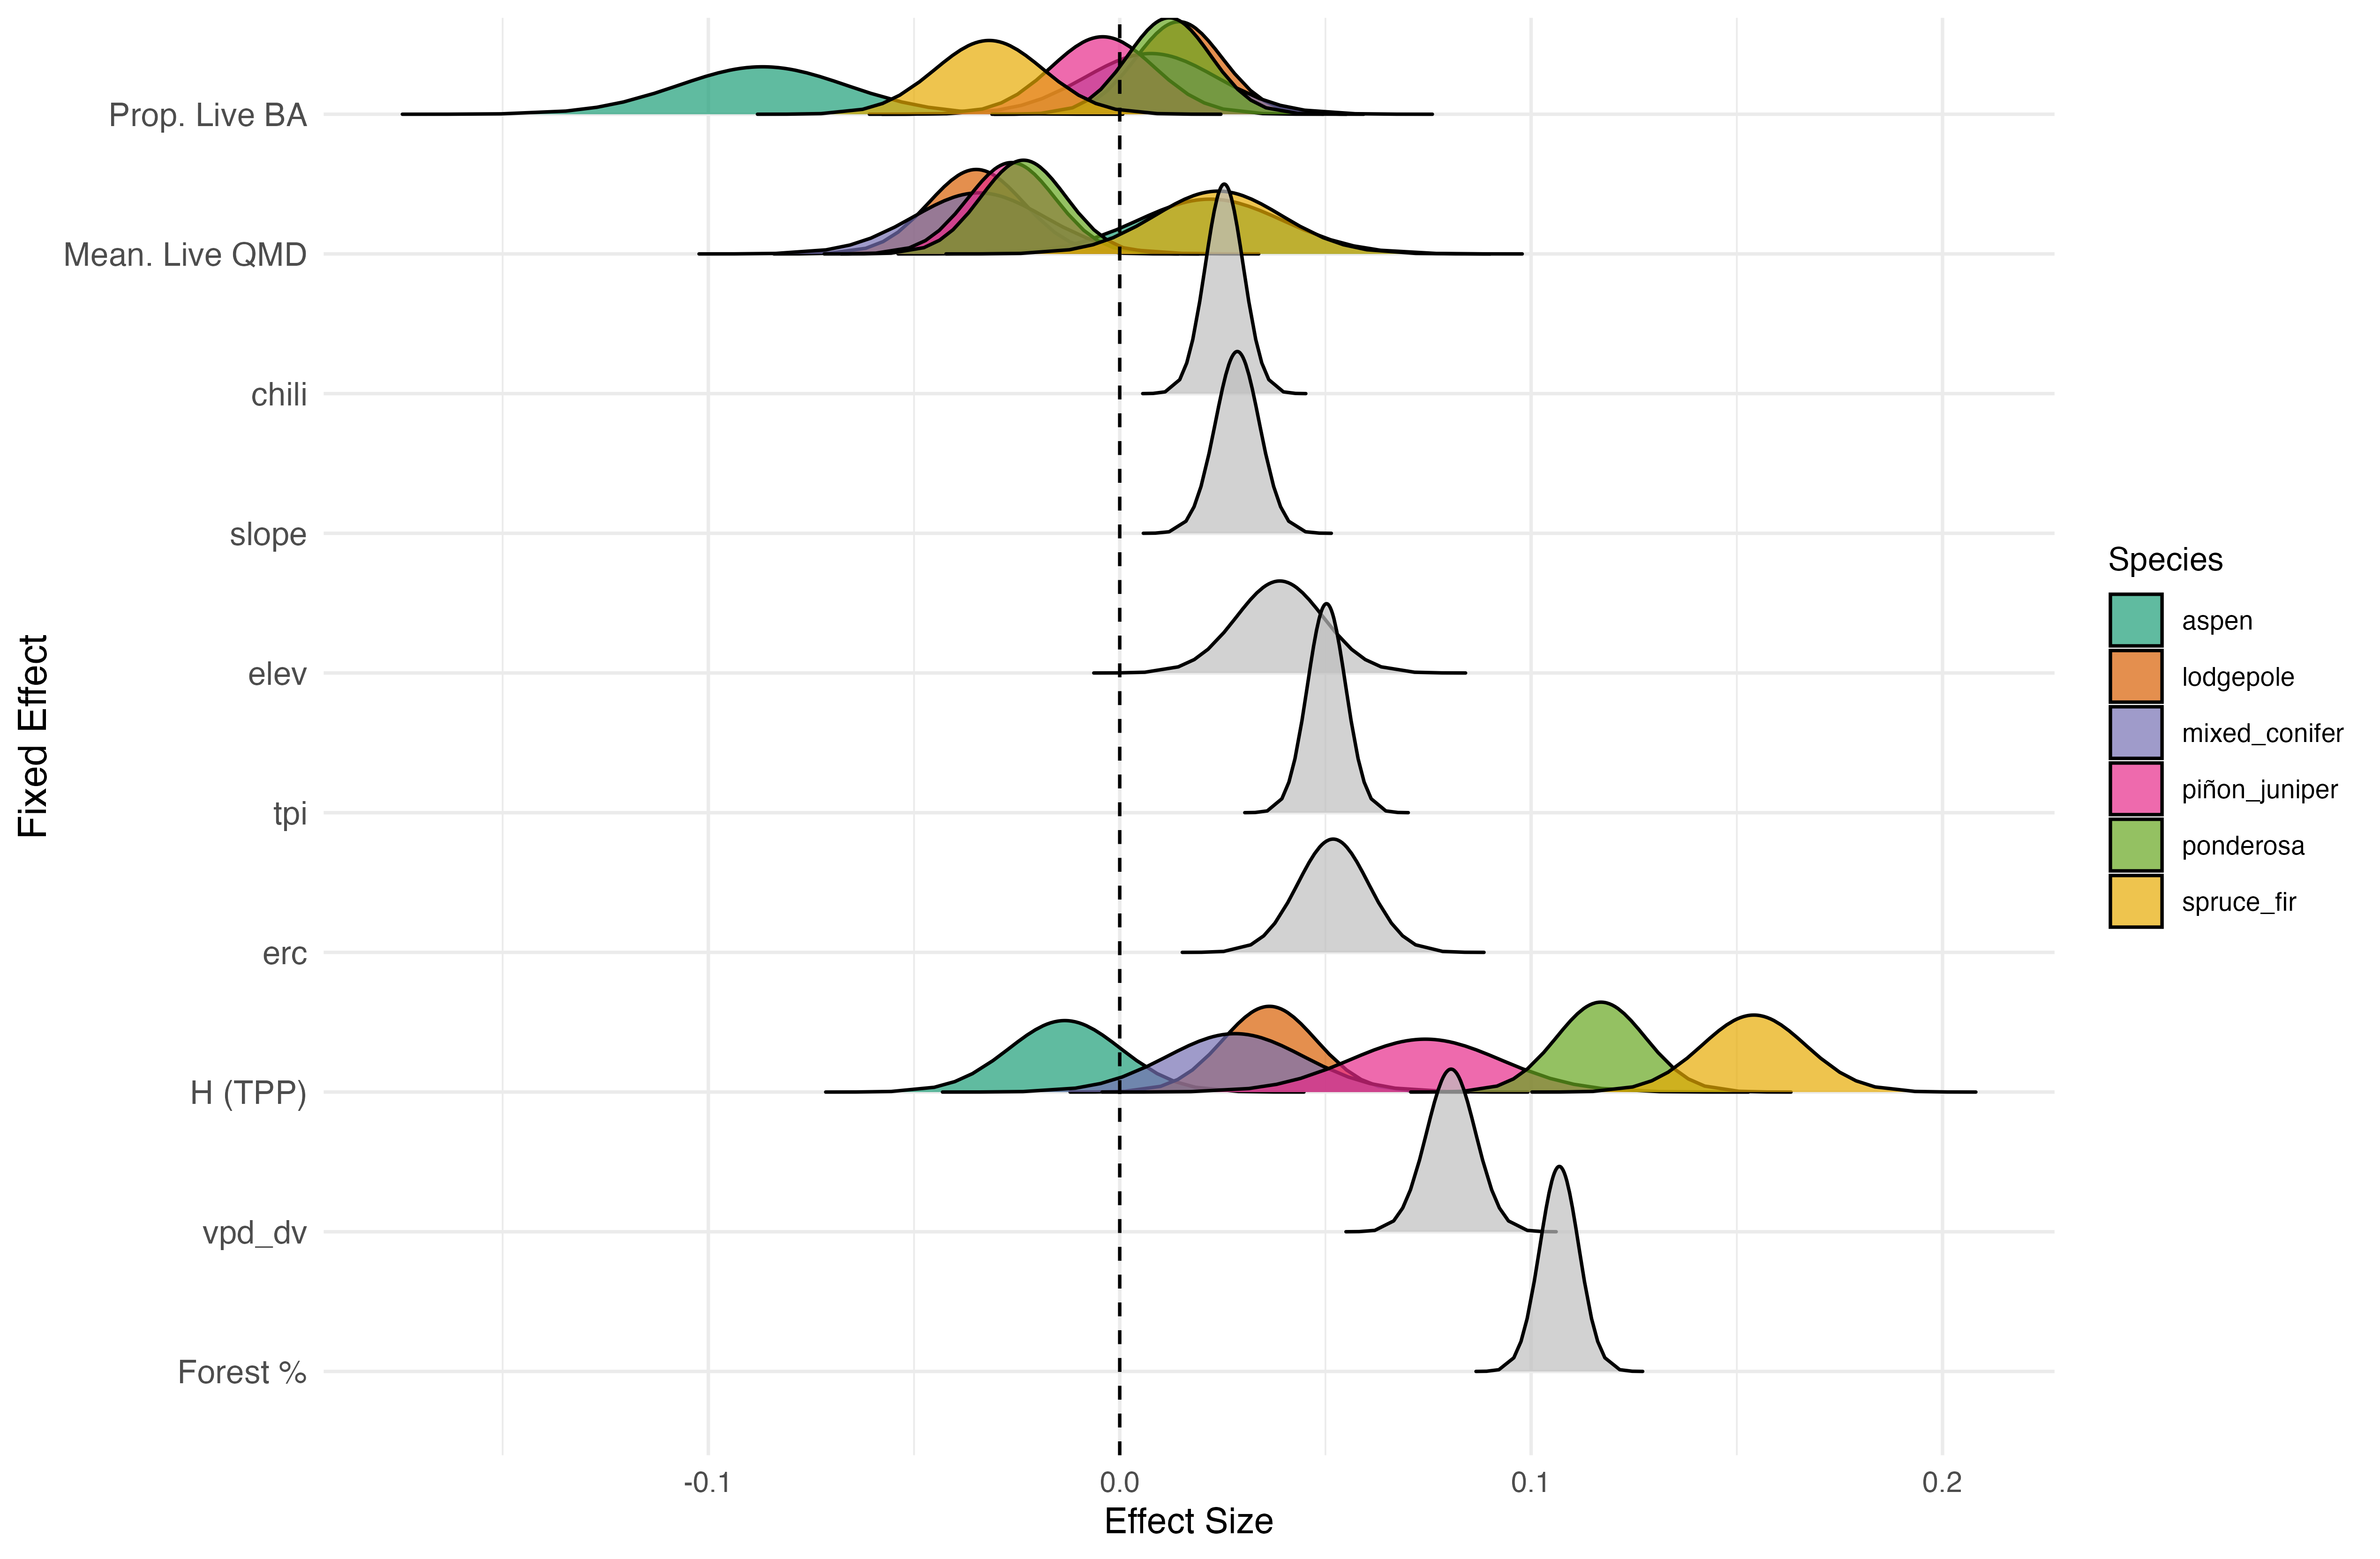 Fixed Effect
Prop. Live BA
Mean. Live QMD
chili
slope
elev
tpi
erc
H (TPP)
vpd_dv
Forest %
-0.1
0.0
0.1
0.2
Effect Size
Species
aspen
lodgepole
mixed_conifer
piñon_juniper
ponderosa
spruce_fir